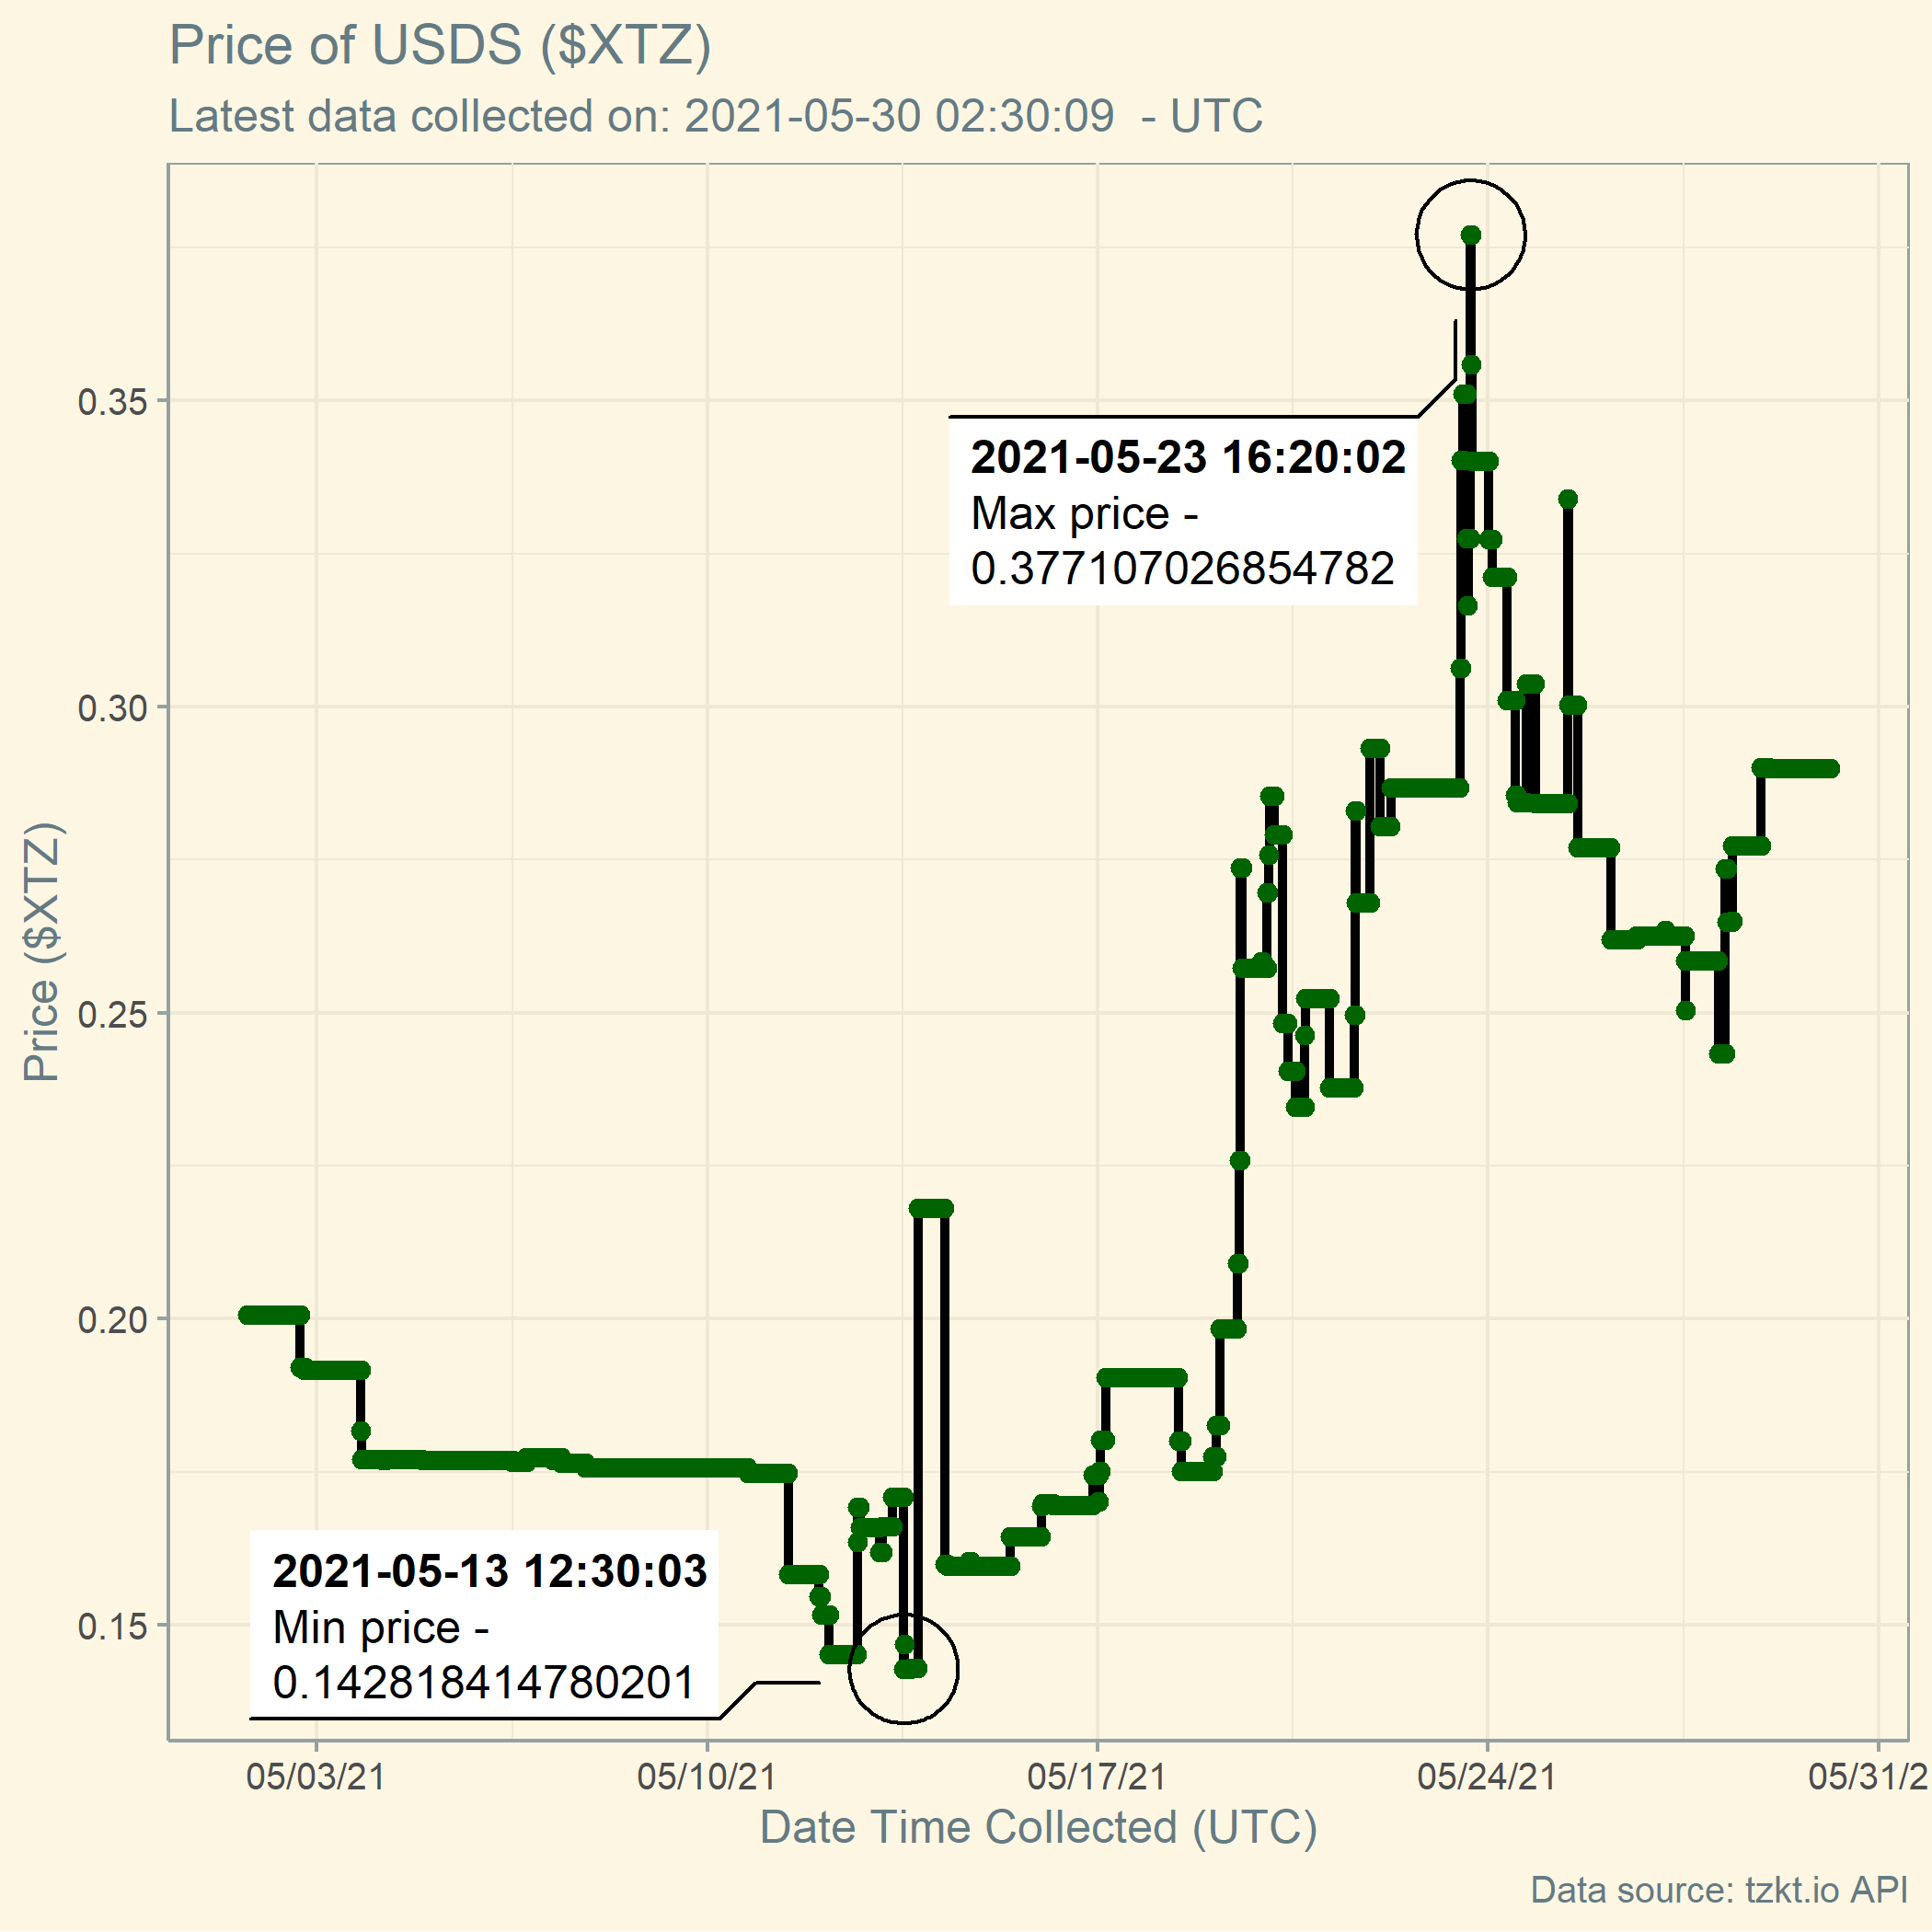 Price of USDS ($XTZ)
Latest data collected on: 2021-05-30 02:30:09  - UTC
2021-05-23 16:20:02
Max price -
0.377107026854782
0.35
0.30
0.25
0.20
0.15
Price ($XTZ)
2021-05-13 12:30:03
Min price -
0.142818414780201
05/03/21
05/10/21
05/17/21
05/24/21
05/31/2
Date Time Collected (UTC)
Data source: tzkt.io API